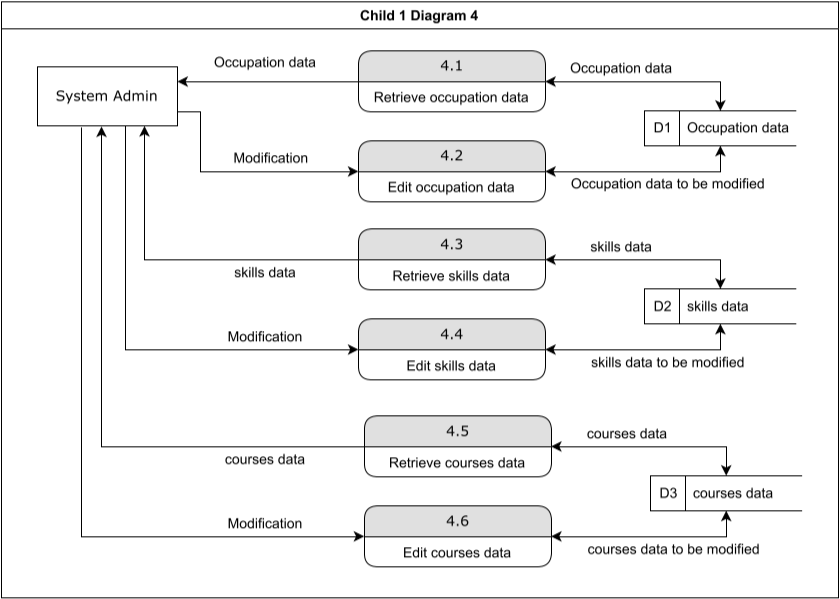 Child 1 Diagram 4
System Admin
Occupation data
4.1
Retrieve occupation data
Occupation data
D1 Occupation data
Modification
4.2
Edit occupation data
Occupation data to be modified
4.3
Retrieve skills data
skills data
skills data
D2 skills data
Modification
4.4
Edit skills data
skills data to be modified
4.5
Retrieve courses data
courses data
courses data
D3 courses data
Modification
4.6
Edit courses data
courses data to be modified